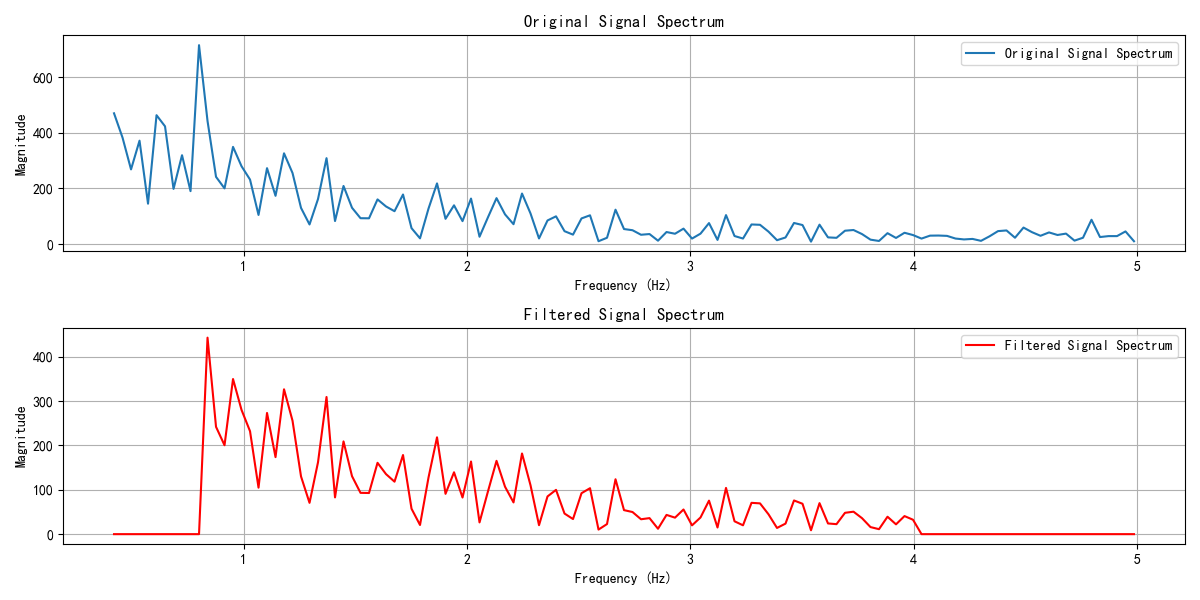 Original Signal Spectrum
Original Signal Spectrum
Magnitude
600
400
200
0
1 2 3 4 5
Frequency (Hz)
Filtered Signal Spectrum
Filtered Signal Spectrum
Magnitude
400
300
200
100
0
1 2 3 4 5
Frequency (Hz)